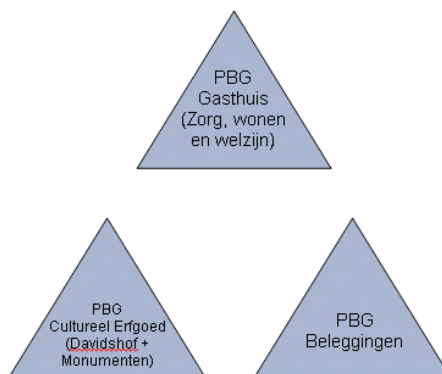 PBG
Gasthuis
(Zorg, wonen
en welzijn)
PBG
Cultureel Erfgoed
(Davidshof +
Monumenten)
PBG
Beleggingen